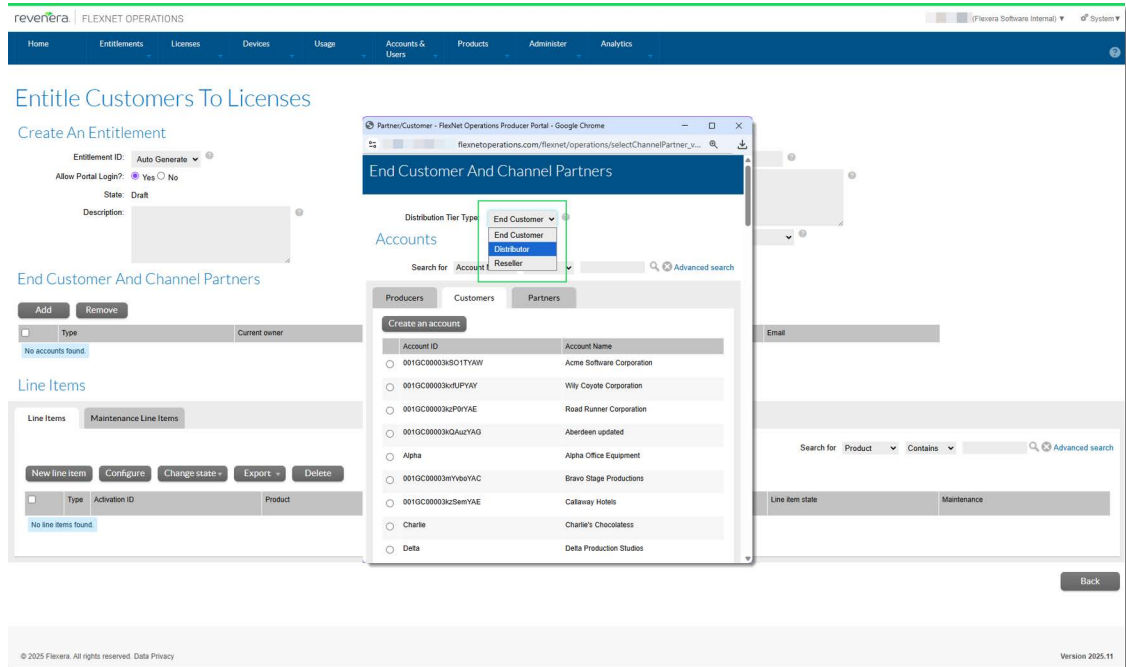 revenera. FLEXNET OPERATIONS
(Flexera Software Internal) ▼ System ▼
Home Entitlements Licenses Devices Usage Accounts & Users Products Administer Analytics
Entitle Customers To Licenses
Create An Entitlement
Entitlement ID: Auto Generate
Allow Portal Login?: Yes No
State: Draft
Description:
End Customer And Channel Partners
Add Remove
Type Current owner Email
No accounts found.
Line Items
Line Items Maintenance Line Items
Search for Product Contains Advanced search
New line item Configure Change state Export Delete
Type Activation ID Product Line item state Maintenance
No line items found.
Back
Partner/Customer - FlexNet Operations Producer Portal - Google Chrome
flexnetoperations.com/flexnet/operations/selectChannelPartner_v...
End Customer And Channel Partners
Distribution Tier Type: End Customer
End Customer
Distributor
Reseller
Accounts
Search for Account Advanced search
Producers Customers Partners
Create an account
Account ID Account Name
001GC00003kSO1TYAW Acme Software Corporation
001GC00003kxfUPYAY Wily Coyote Corporation
001GC00003kzP0rYAE Road Runner Corporation
001GC00003kQAuzYAG Aberdeen updated
Alpha Alpha Office Equipment
001GC00003mYvboYAC Bravo Stage Productions
001GC00003kzSemYAE Callaway Hotels
Charlie Charlie's Chocolatess
Delta Delta Production Studios
© 2025 Flexera. All rights reserved. Data Privacy
Version 2025.11